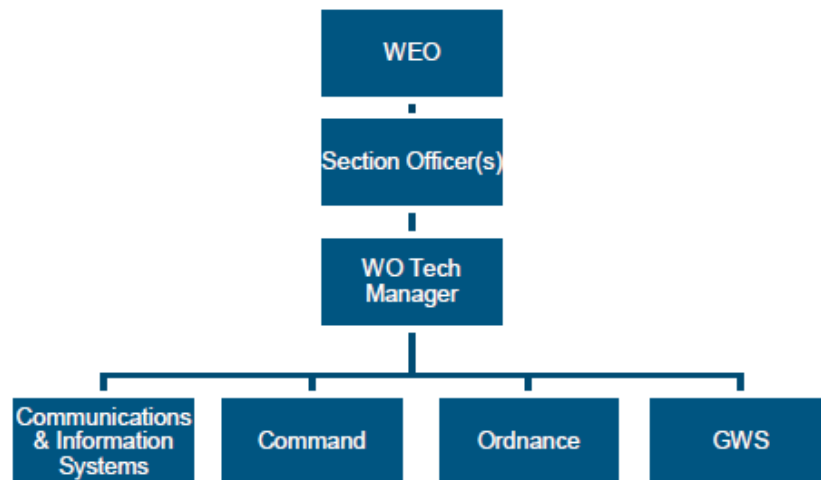 WEO
Section Officer(s)
WO Tech
Manager
Communications
& Information
Systems
Command
Ordnance
GWS